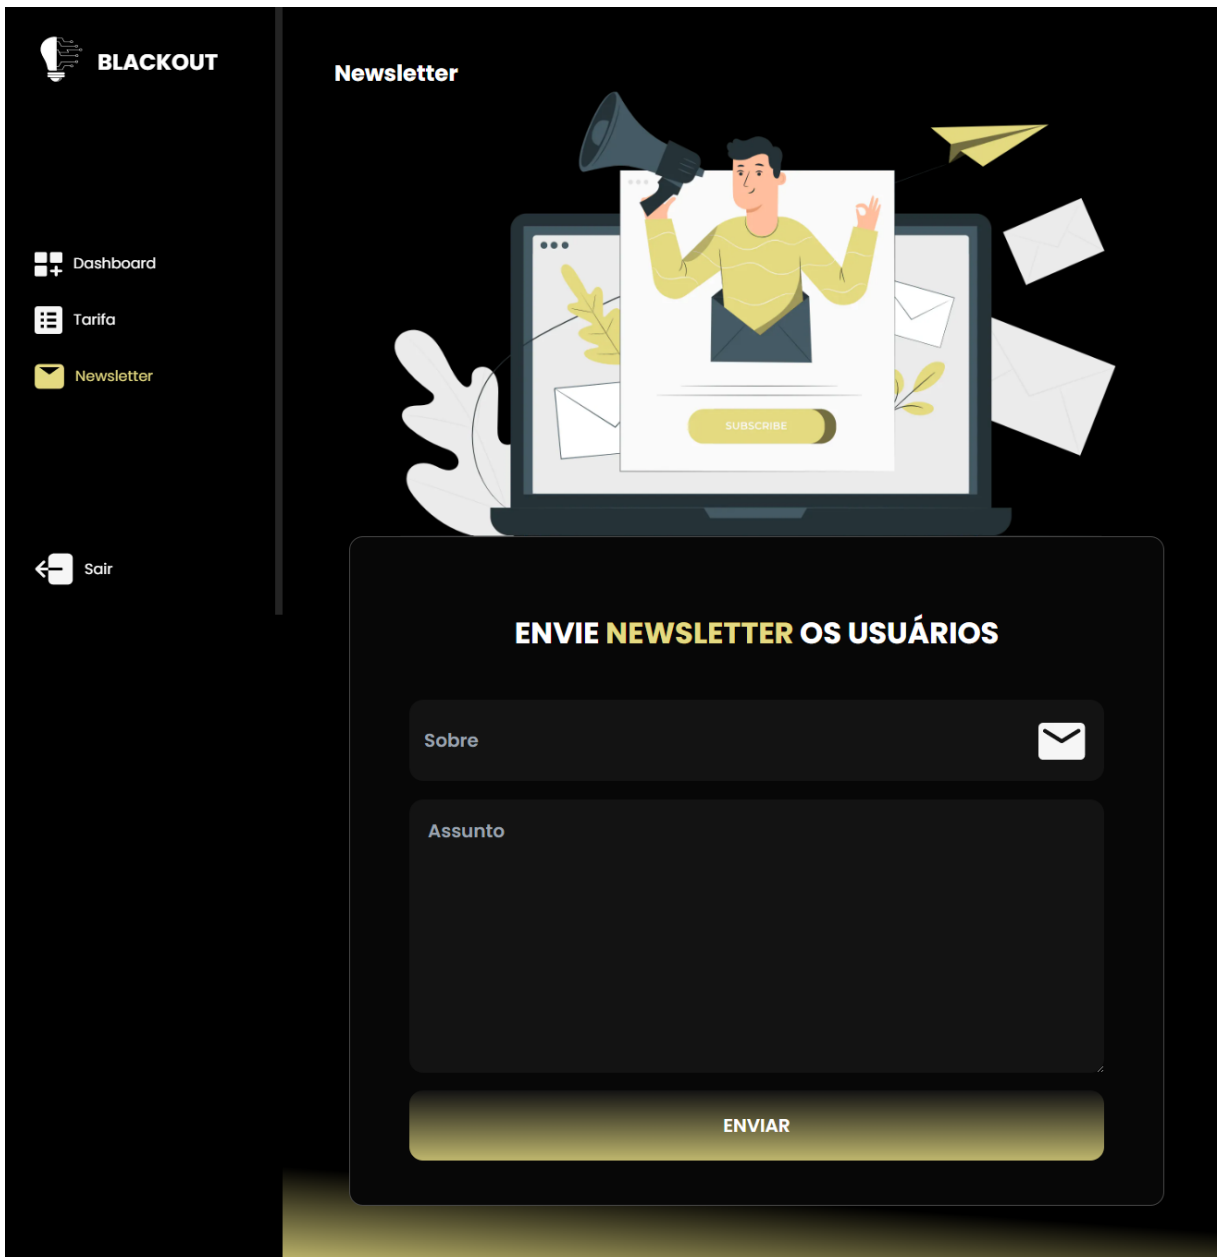 BLACKOUT
Dashboard
Tarifa
Newsletter
Sair
Newsletter
SUBSCRIBE
ENVIE NEWSLETTER OS USUÁRIOS
Sobre
Assunto
ENVIAR